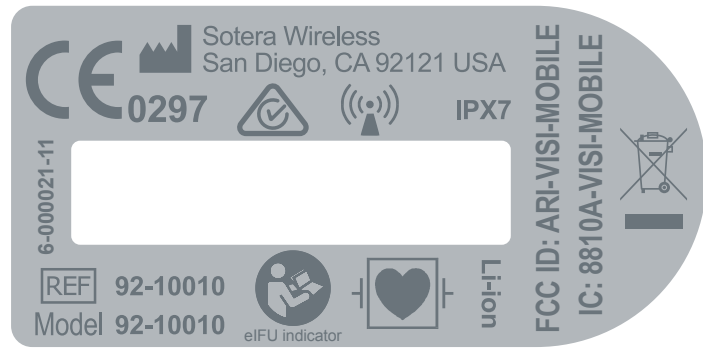 CE 0297
Sotera Wireless
San Diego, CA 92121 USA
IPX7
6-000021-11
REF 92-10010
Model 92-10010
eIFU indicator
Li-ion
FCC ID: ARI-VISI-MOBILE
IC: 8810A-VISI-MOBILE